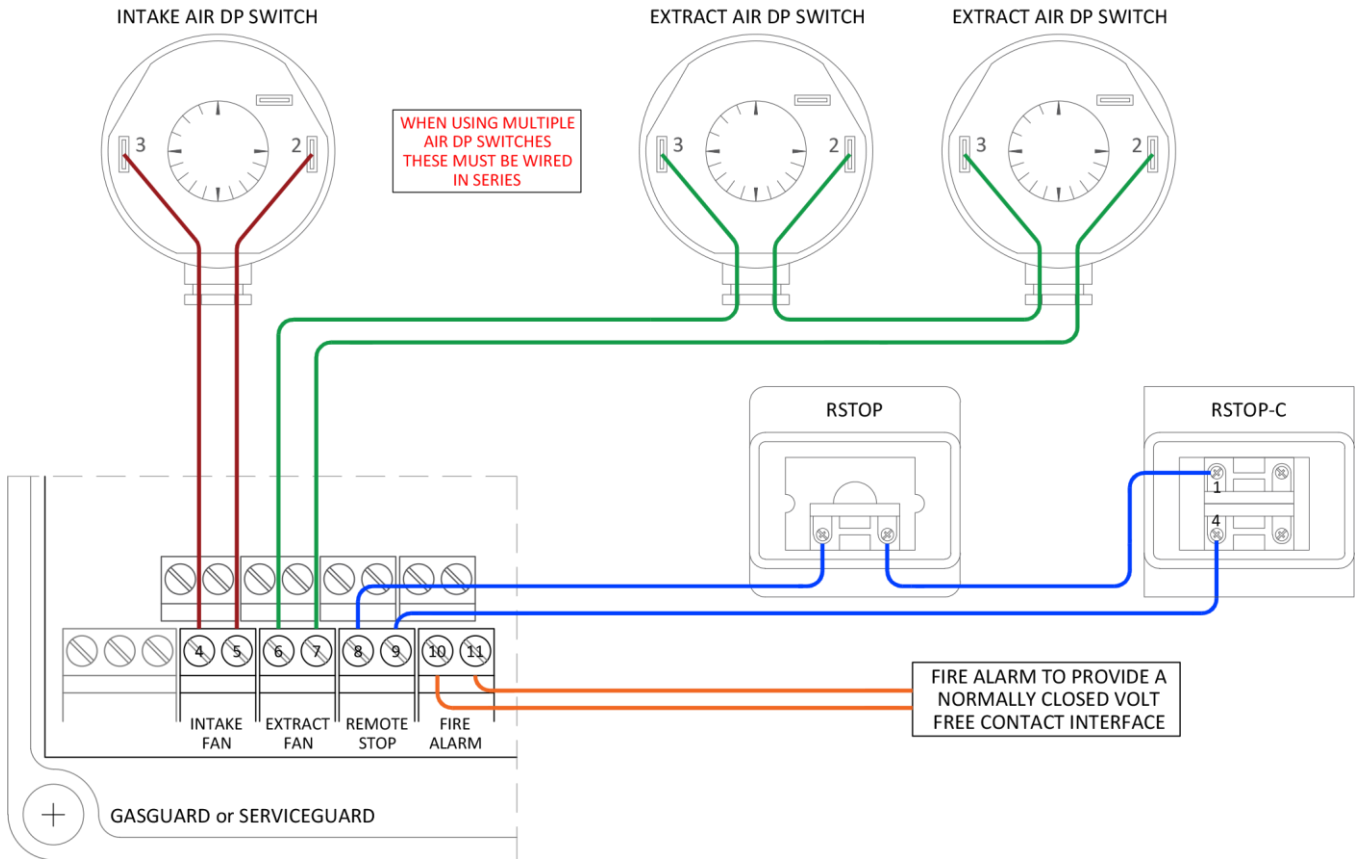 INTAKE AIR DP SWITCH
EXTRACT AIR DP SWITCH
EXTRACT AIR DP SWITCH
WHEN USING MULTIPLE
AIR DP SWITCHES
THESE MUST BE WIRED
IN SERIES
3
2
3
2
3
2
RSTOP
RSTOP-C
1
4
4
5
6
7
8
9
10
11
INTAKE
FAN
EXTRACT
FAN
REMOTE
STOP
FIRE
ALARM
FIRE ALARM TO PROVIDE A
NORMALLY CLOSED VOLT
FREE CONTACT INTERFACE
GASGUARD or SERVICEGUARD